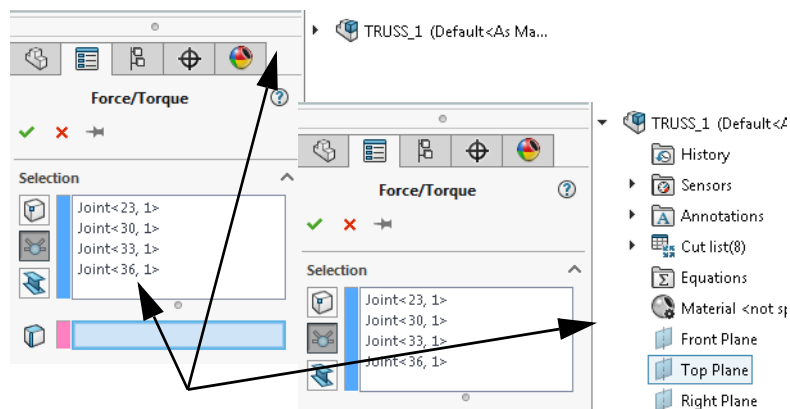 TRUSS_1 (Default<As Ma...
Force/Torque
?
Selection
Joint<23, 1>
Joint<30, 1>
Joint<33, 1>
Joint<36, 1>
Force/Torque
?
Selection
Joint<23, 1>
Joint<30, 1>
Joint<33, 1>
Joint<36, 1>
TRUSS_1 (Default<A
History
Sensors
A Annotations
Cut list(8)
Σ Equations
Material <not sp
Front Plane
Top Plane
Right Plane